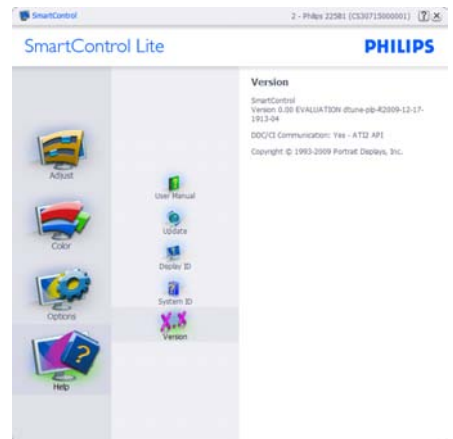 SmartControl
2 - Philips 225B1 (CS30715000001) ? X
SmartControl Lite
PHILIPS
Version
SmartControl
Version 0.00 EVALUATION dtune-plp-R2009-12-17-
1913-04
DDC/CI Communication: Yes - ATI2 API
Copyright © 1993-2009 Portrait Displays, Inc.
Adjust
Color
Options
Help
User Manual
Update
Display ID
System ID
X.X
Version